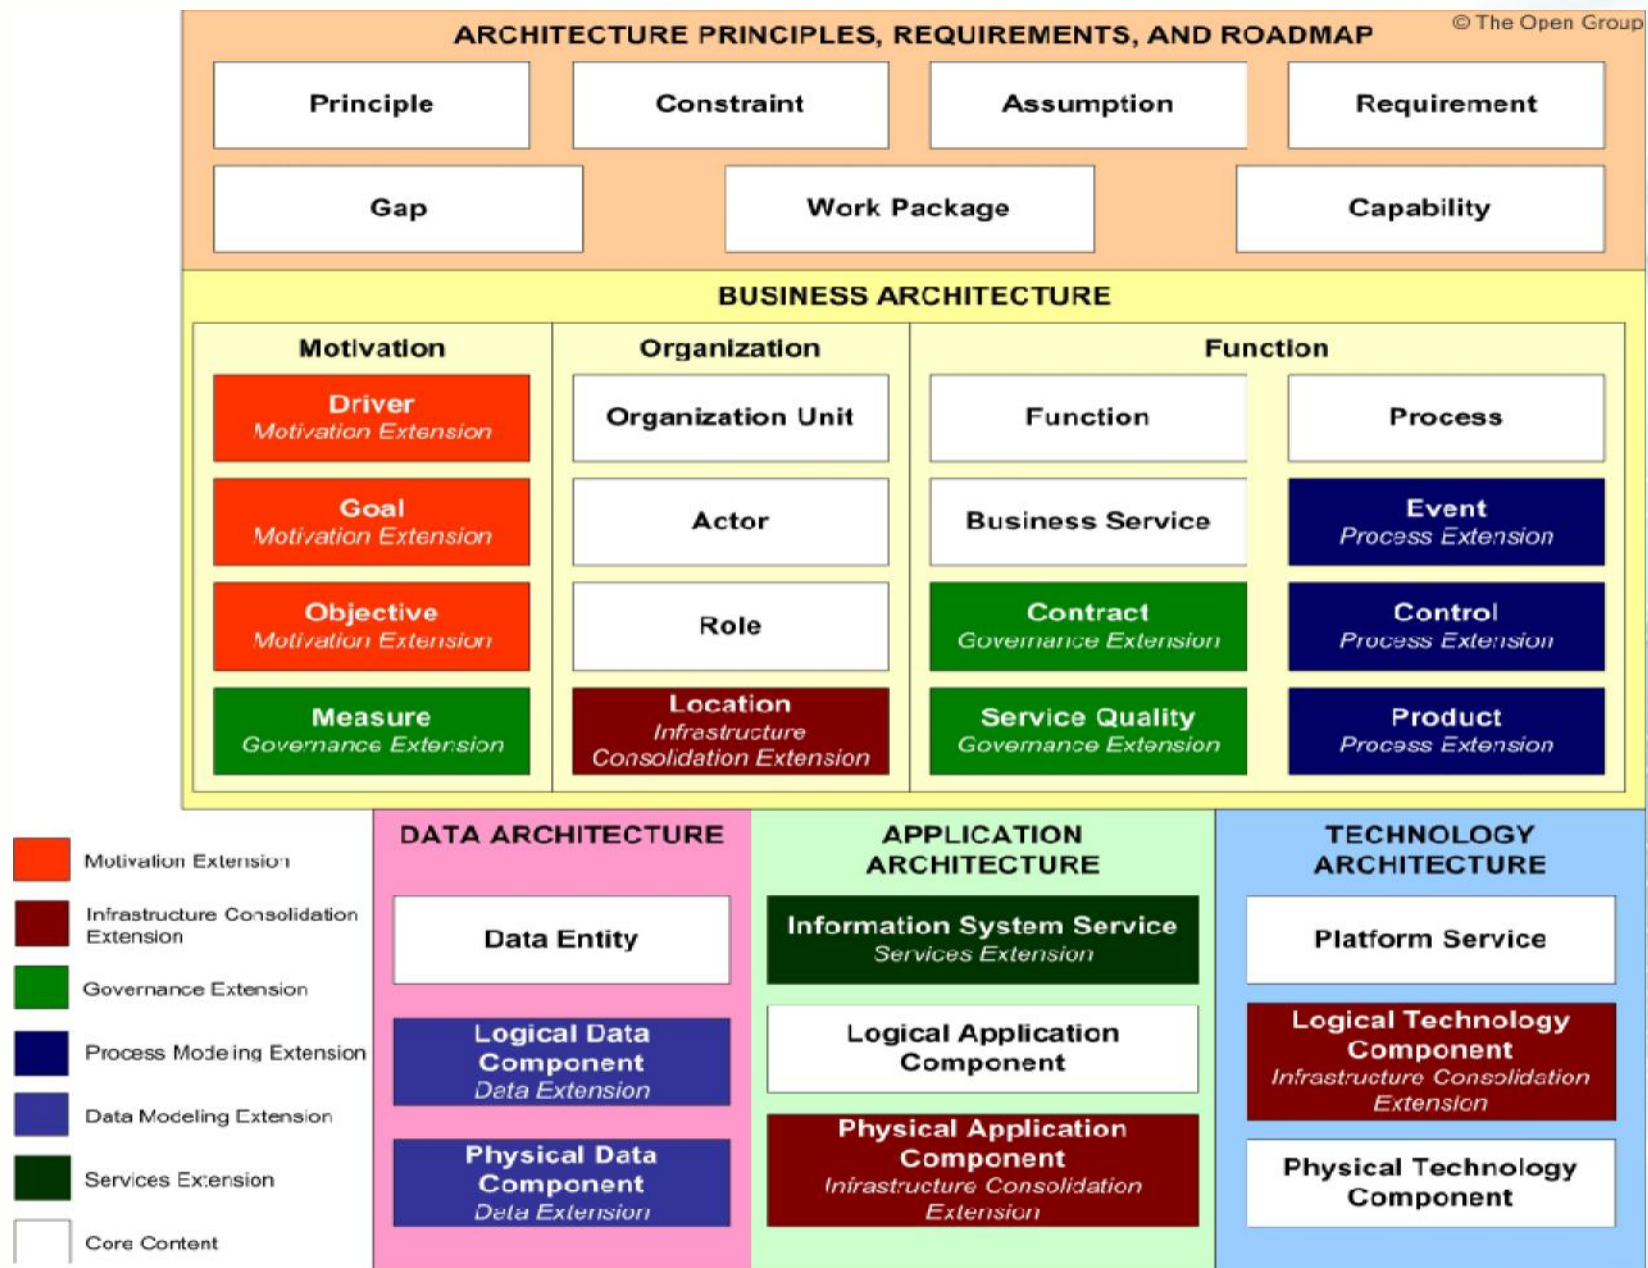 © The Open Group
ARCHITECTURE PRINCIPLES, REQUIREMENTS, AND ROADMAP
Principle
Constraint
Assumption
Requirement
Gap
Work Package
Capability
BUSINESS ARCHITECTURE
Motivation
Organization
Function
Driver
Motivation Extension
Organization Unit
Function
Process
Goal
Motivation Extension
Actor
Business Service
Event
Process Extension
Objective
Motivation Extension
Role
Contract
Governance Extension
Control
Process Extension
Measure
Governance Extension
Location
Infrastructure
Consolidation Extension
Service Quality
Governance Extension
Product
Process Extension
Motivation Extension
Infrastructure Consolidation
Extension
Governance Extension
Process Modeling Extension
Data Modeling Extension
Services Extension
Core Content
DATA ARCHITECTURE
Data Entity
Logical Data
Component
Data Extension
Physical Data
Component
Data Extension
APPLICATION
ARCHITECTURE
Information System Service
Services Extension
Logical Application
Component
Physical Application
Component
Infrastructure Consolidation
Extension
TECHNOLOGY
ARCHITECTURE
Platform Service
Logical Technology
Component
Infrastructure Consolidation
Extension
Physical Technology
Component